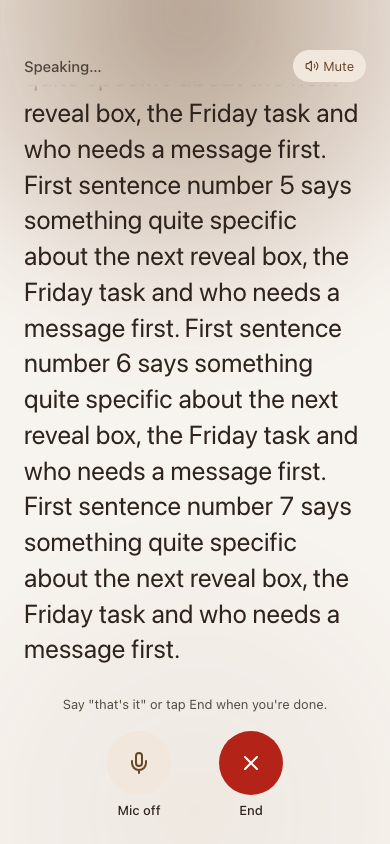 Speaking...
Mute
reveal box, the Friday task and
who needs a message first.
First sentence number 5 says
something quite specific
about the next reveal box, the
Friday task and who needs a
message first. First sentence
number 6 says something
quite specific about the next
reveal box, the Friday task and
who needs a message first.
First sentence number 7 says
something quite specific
about the next reveal box, the
Friday task and who needs a
message first.
Say "that's it" or tap End when you're done.
Mic off
End